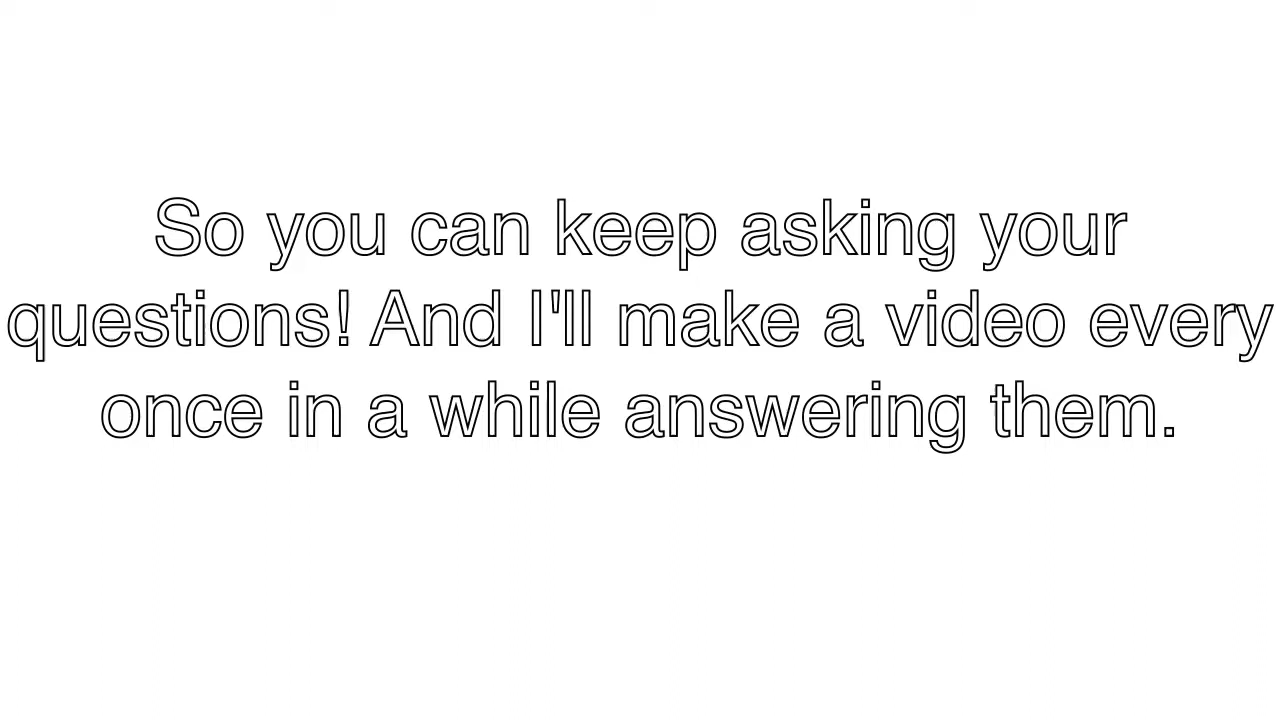 So you can keep asking your
questions! And I'll make a video every
once in a while answering them.